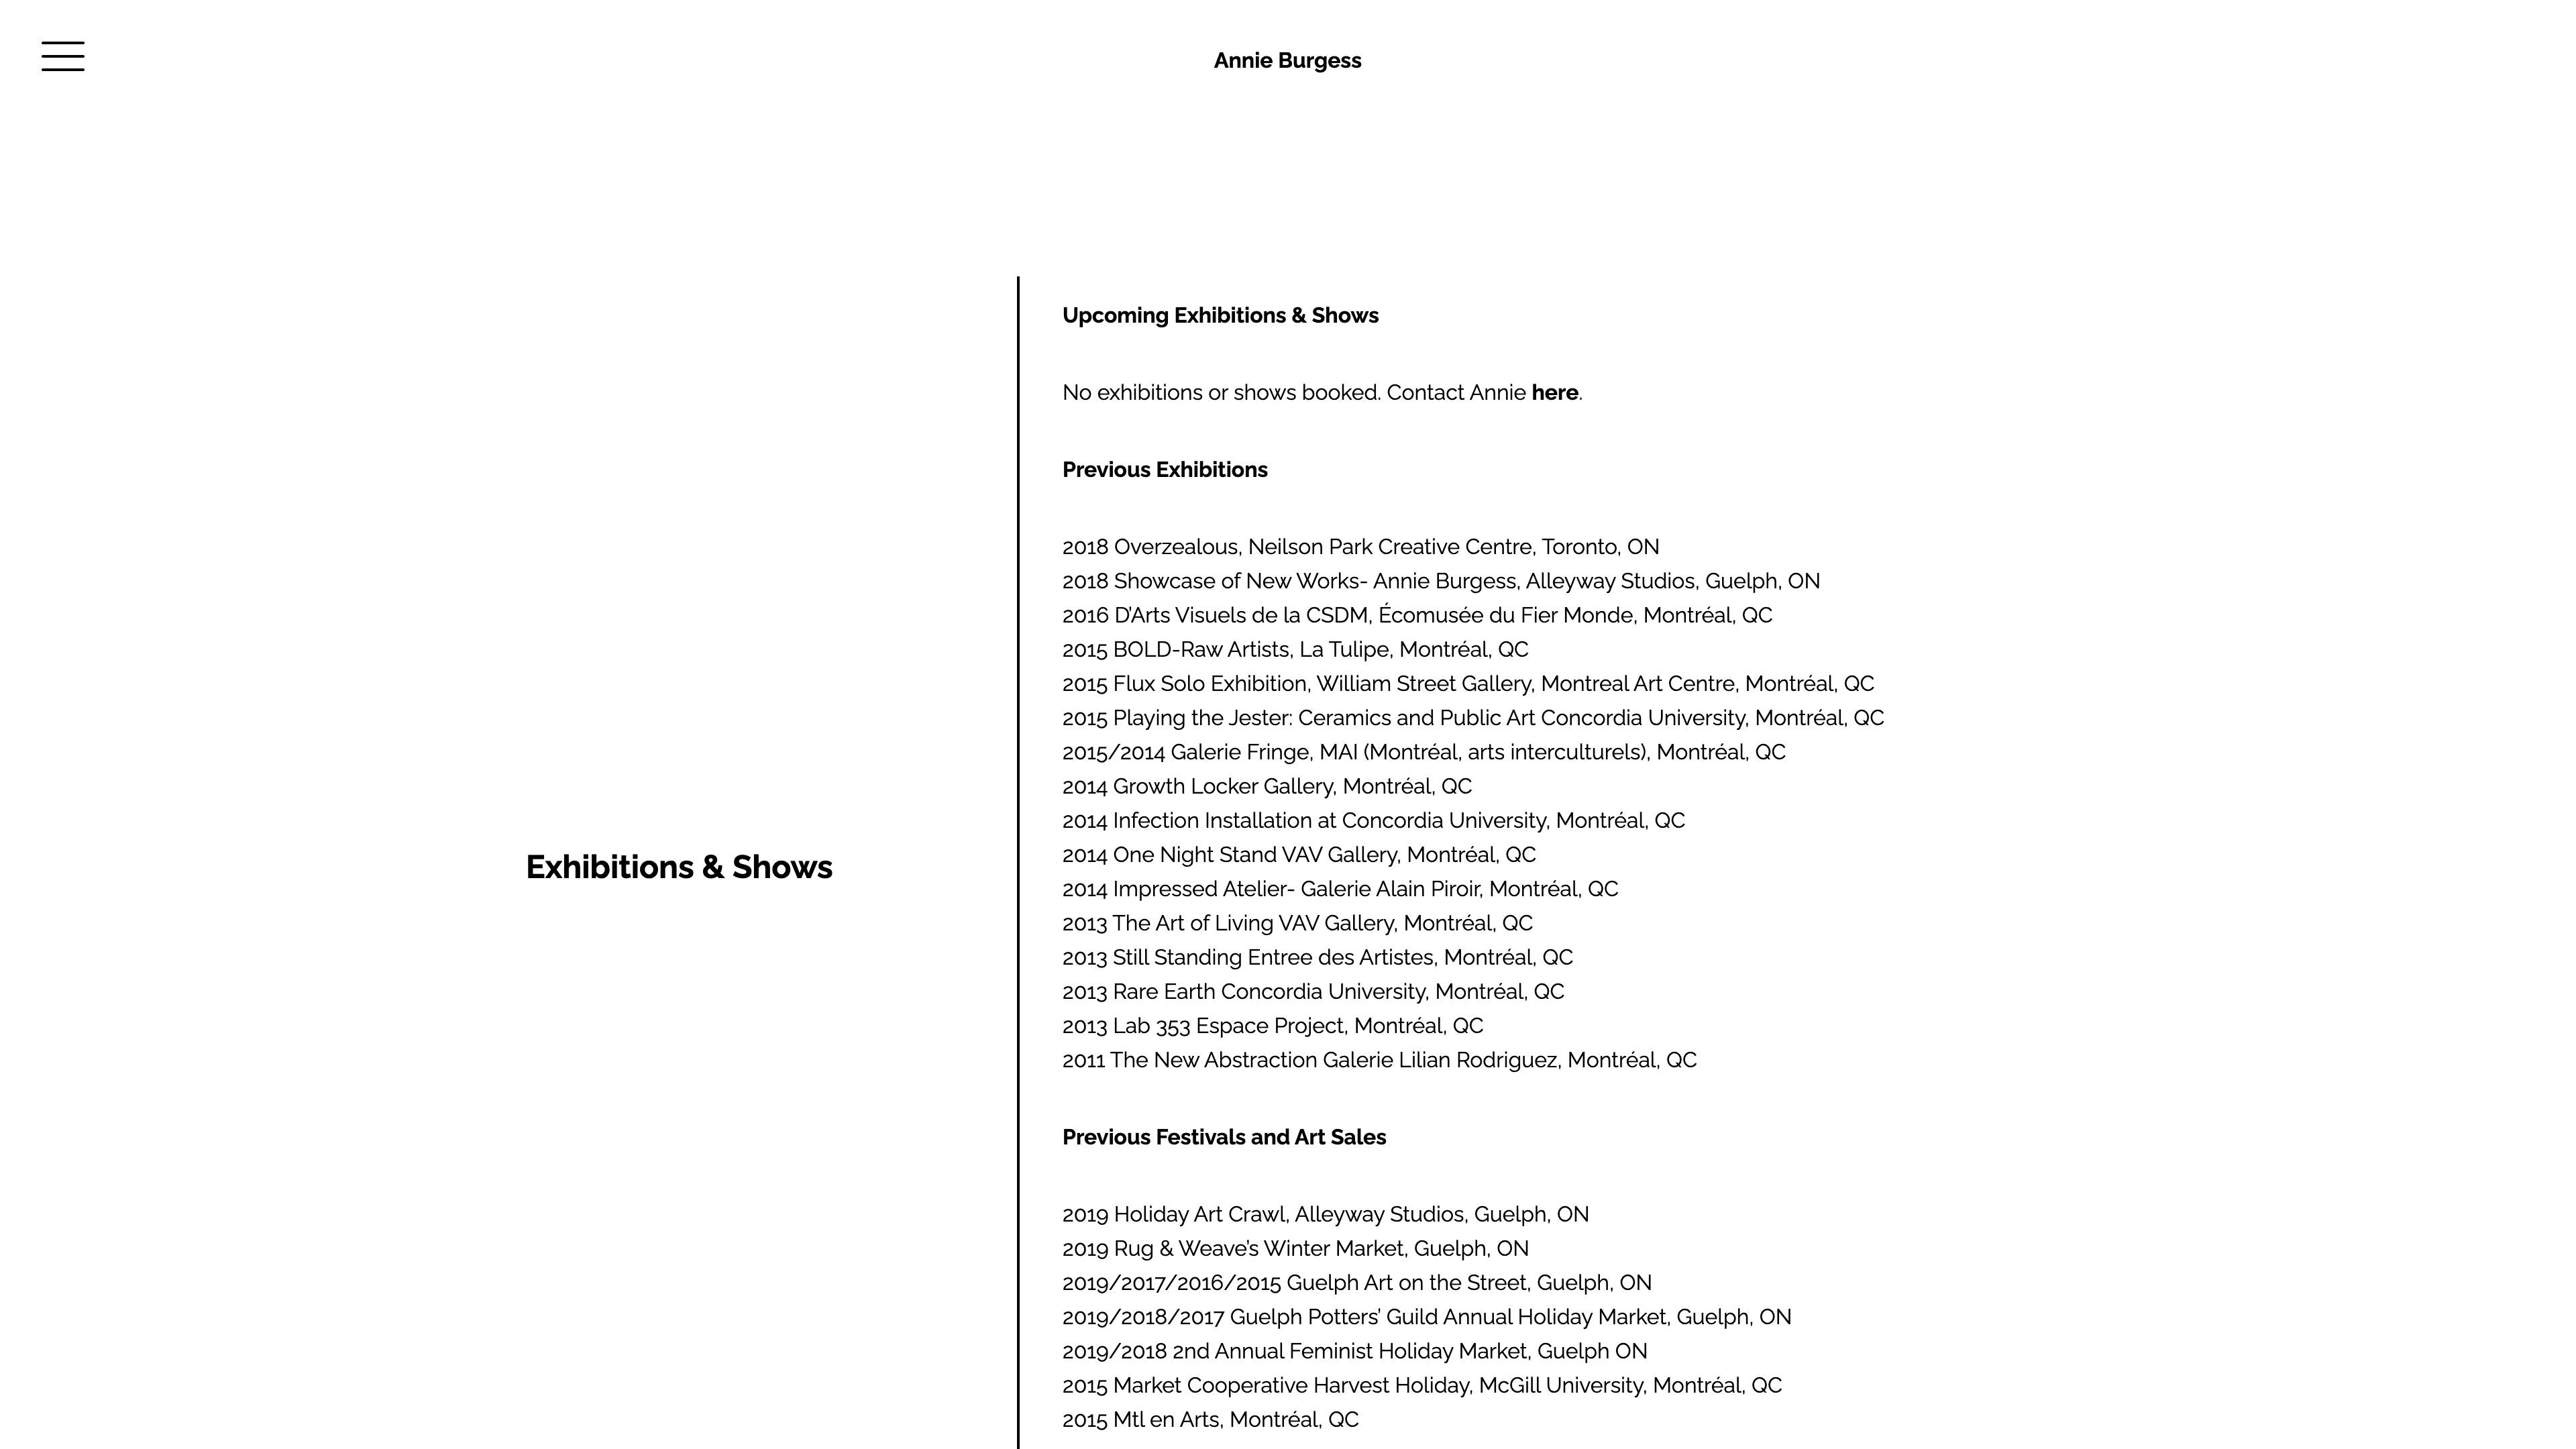 Annie Burgess
Upcoming Exhibitions & Shows
No exhibitions or shows booked. Contact Annie here.
Previous Exhibitions
2018 Overzealous, Neilson Park Creative Centre, Toronto, ON
2018 Showcase of New Works- Annie Burgess, Alleyway Studios, Guelph, ON
2016 D'Arts Visuels de la CSDM, Écomusée du Fier Monde, Montréal, QC
2015 BOLD-Raw Artists, La Tulipe, Montréal, QC
2015 Flux Solo Exhibition, William Street Gallery, Montreal Art Centre, Montréal, QC
2015 Playing the Jester: Ceramics and Public Art Concordia University, Montréal, QC
2015/2014 Galerie Fringe, MAI (Montréal, arts interculturels), Montréal, QC
2014 Growth Locker Gallery, Montréal, QC
2014 Infection Installation at Concordia University, Montréal, QC
2014 One Night Stand VAV Gallery, Montréal, QC
2014 Impressed Atelier- Galerie Alain Piroir, Montréal, QC
2013 The Art of Living VAV Gallery, Montréal, QC
2013 Still Standing Entree des Artistes, Montréal, QC
2013 Rare Earth Concordia University, Montréal, QC
2013 Lab 353 Espace Project, Montréal, QC
2011 The New Abstraction Galerie Lilian Rodriguez, Montréal, QC
Exhibitions & Shows
Previous Festivals and Art Sales
2019 Holiday Art Crawl, Alleyway Studios, Guelph, ON
2019 Rug & Weave's Winter Market, Guelph, ON
2019/2017/2016/2015 Guelph Art on the Street, Guelph, ON
2019/2018/2017 Guelph Potters' Guild Annual Holiday Market, Guelph, ON
2019/2018 2nd Annual Feminist Holiday Market, Guelph ON
2015 Market Cooperative Harvest Holiday, McGill University, Montréal, QC
2015 Mtl en Arts, Montréal, QC